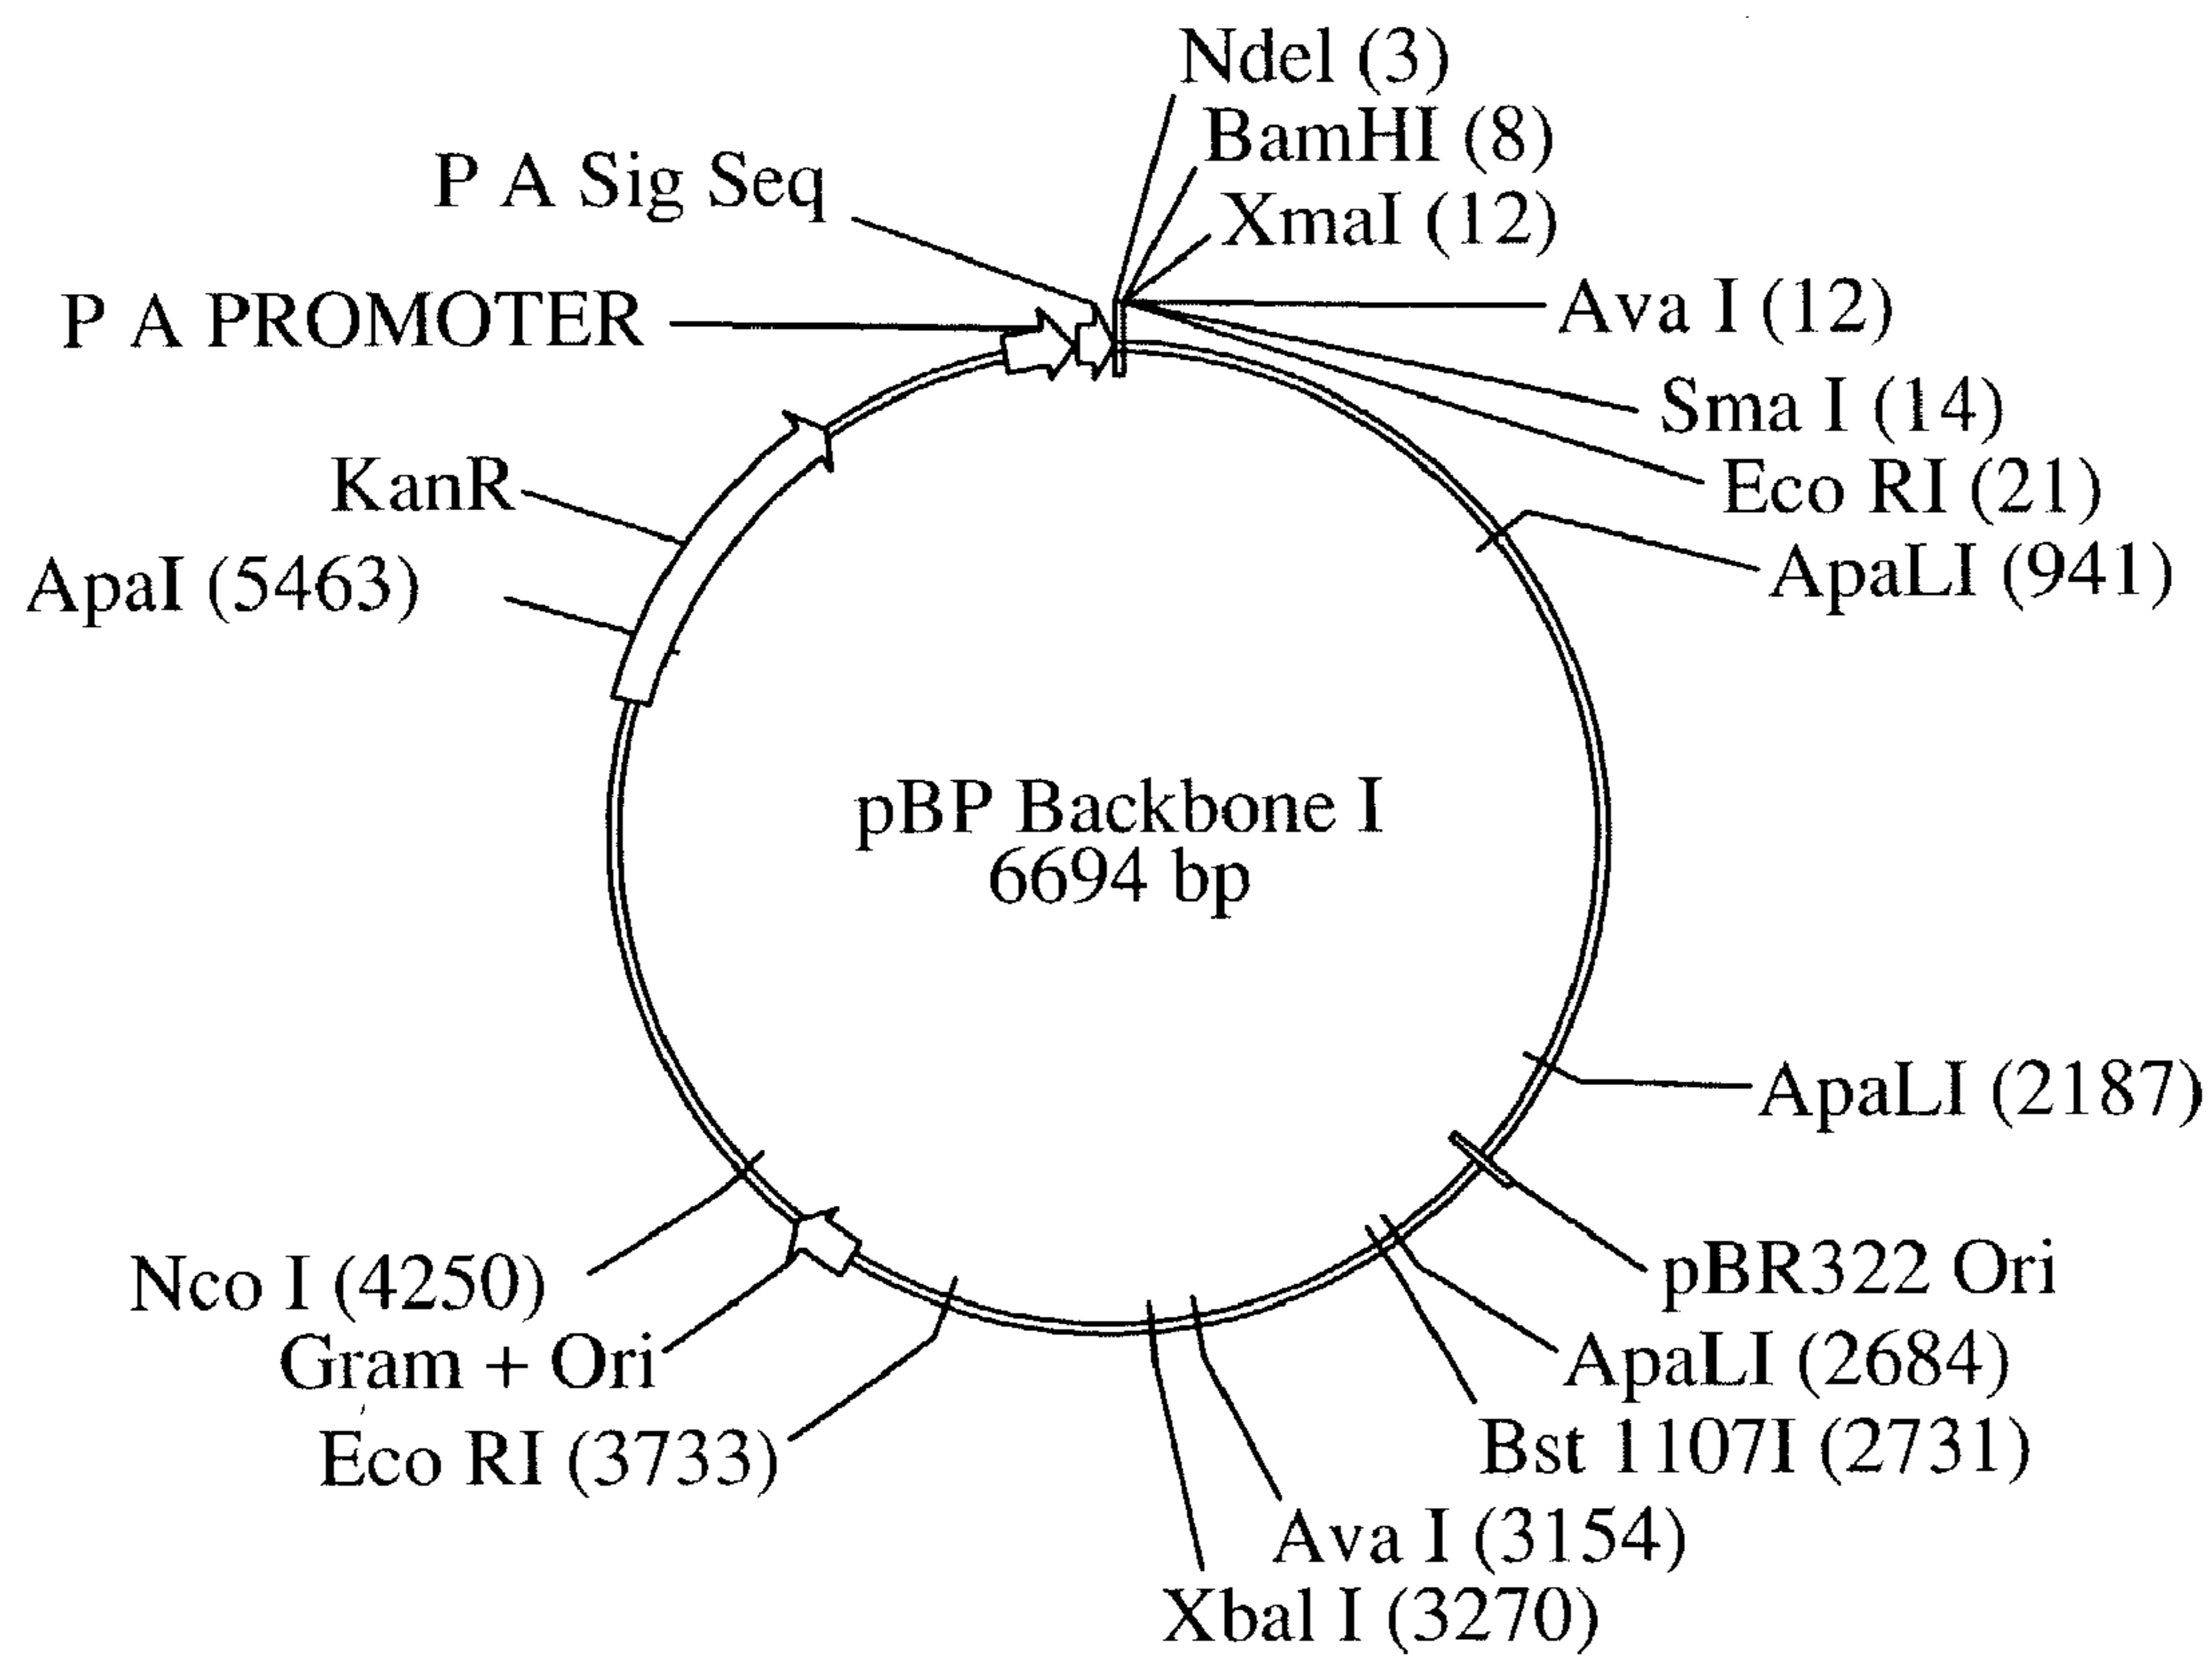 Ndel (3)
BamHI (8)
P A Sig Seq
XmaI (12)
P A PROMOTER
Ava I (12)
Sma I (14)
KanR
Eco RI (21)
ApaI (5463)
ApaLI (941)
pBP Backbone I
6694 bp
ApaLI (2187)
Nco I (4250)
pBR322 Ori
Gram + Ori
ApaLI (2684)
Eco RI (3733)
Bst 1107I (2731)
Ava I (3154)
Xbal I (3270)